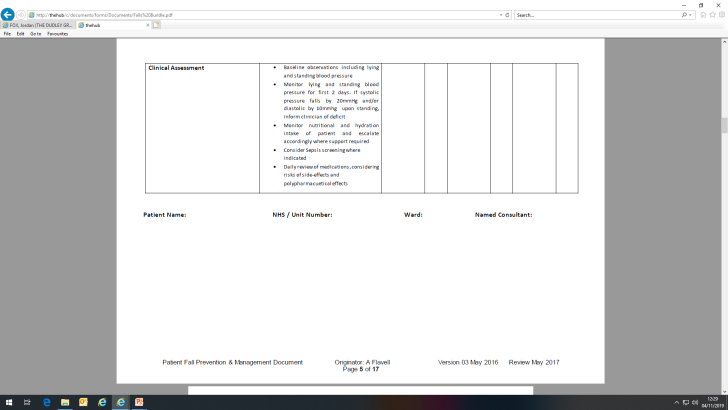 http://thehub/c/documents/forms/Documents/Falls%20Bundle.pdf
Search...
FOX, Jordan (THE DUDLEY GR...
thehub
File Edit Go to Favourites
Clinical Assessment
• Baseline observations including lying
and standing blood pressure
• Monitor lying and standing blood
pressure for first 2 days. If systolic
pressure falls by 20mmHg and/or
diastolic by 10mmHg upon standing,
inform clinician of deficit
• Monitor nutritional and hydration
intake of patient and escalate
accordingly where support required
• Consider Sepsis screening where
indicated
• Daily review of medications, considering
risks of side-effects and
polypharmacuetical effects
Patient Name: NHS / Unit Number: Ward: Named Consultant:
Patient Fall Prevention & Management Document Originator: A Flavell Version 03 May 2016 Review May 2017
Page 5 of 17
12:29
04/11/2019